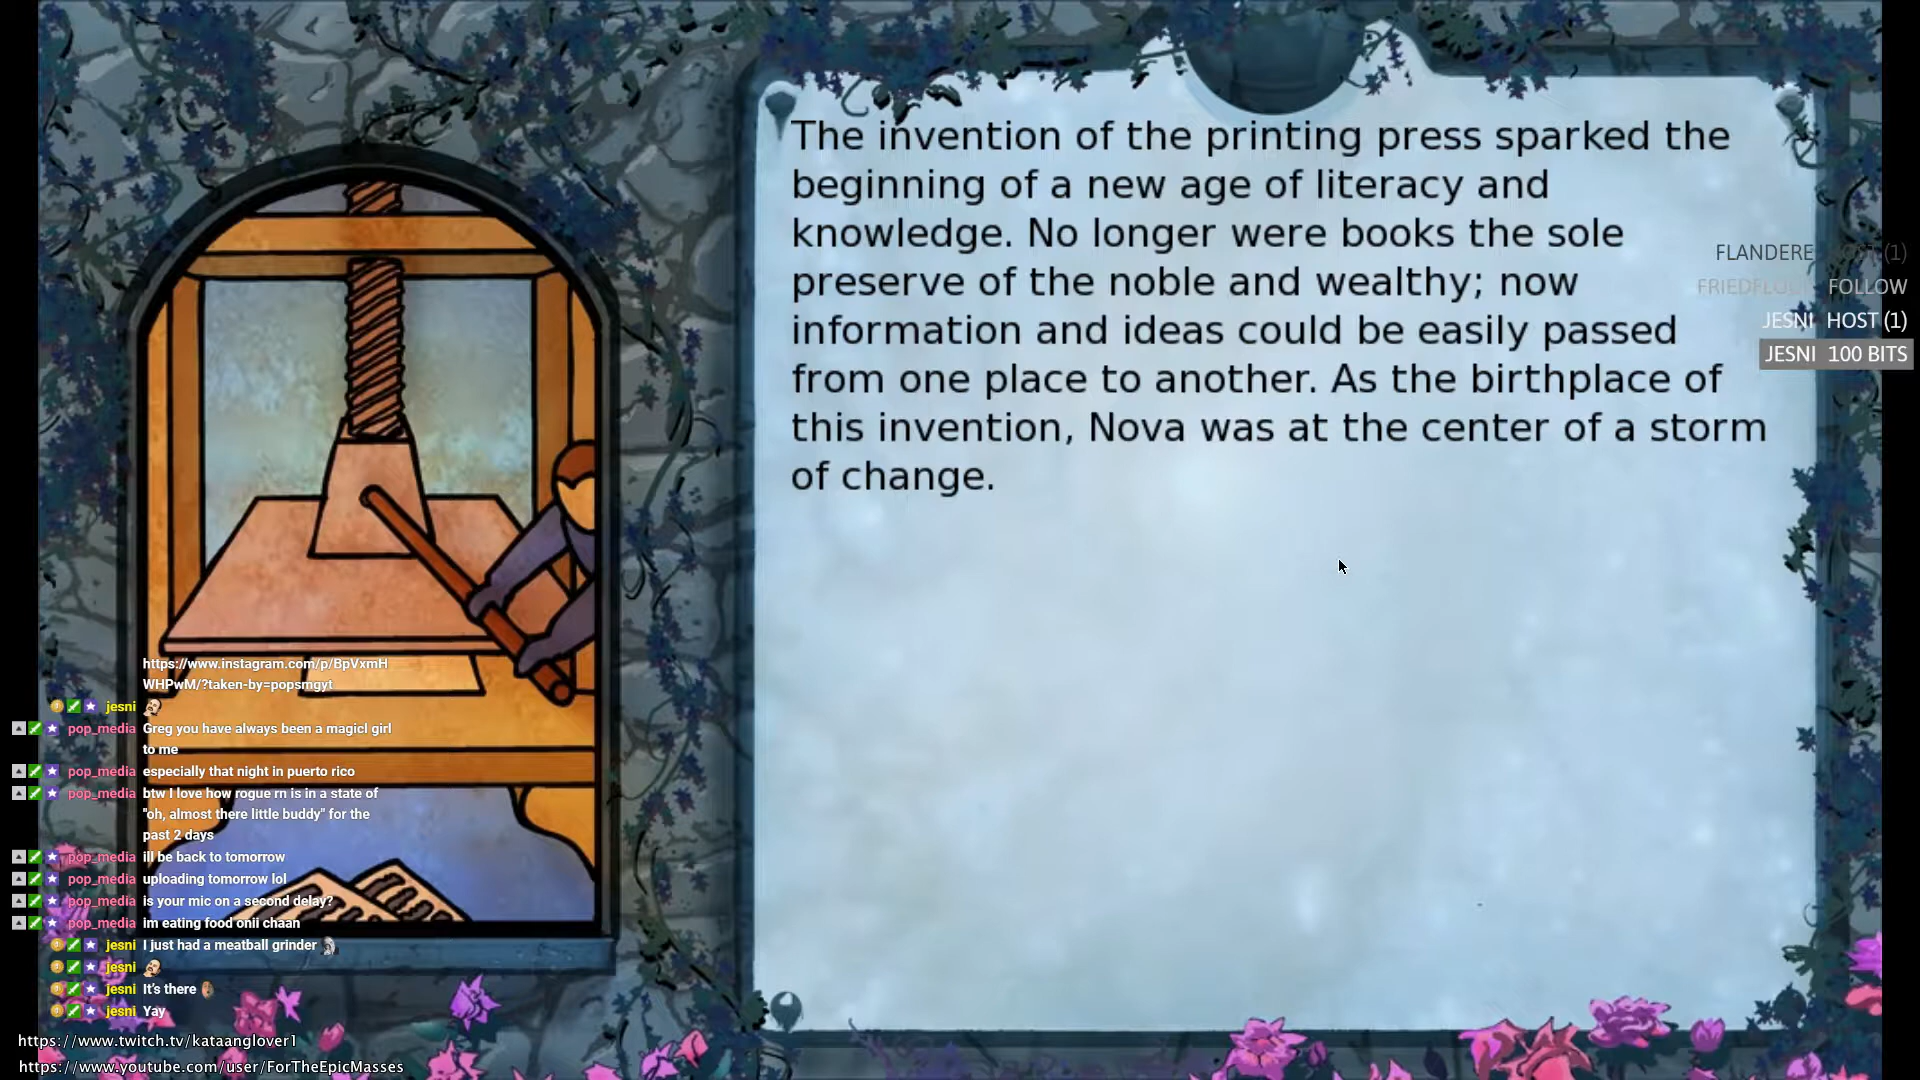 The invention of the printing press sparked the
beginning of a new age of literacy and
knowledge. No longer were books the sole
preserve of the noble and wealthy; now
information and ideas could be easily passed
from one place to another. As the birthplace of
this invention, Nova was at the center of a storm
of change.
FLANDERE
FOLLOW
JESNI HOST (1)
JESNI 100 BITS
https://www.instagram.com/p/BpVxmH
WHPwM/?taken-by=popsmgyt
jesni
pop_media Greg you have always been a magicl girl
to me
pop_media especially that night in puerto rico
pop_media btw I love how rogue rn is in a state of
"oh, almost there little buddy" for the
past 2 days
pop_media ill be back to tomorrow
pop_media uploading tomorrow lol
pop_media is your mic on a second delay?
pop_media im eating food onii chaan
jesni I just had a meatball grinder
jesni
jesni It's there
jesni Yay
https://www.twitch.tv/kataanglover1
https://www.youtube.com/user/ForTheEpicMasses